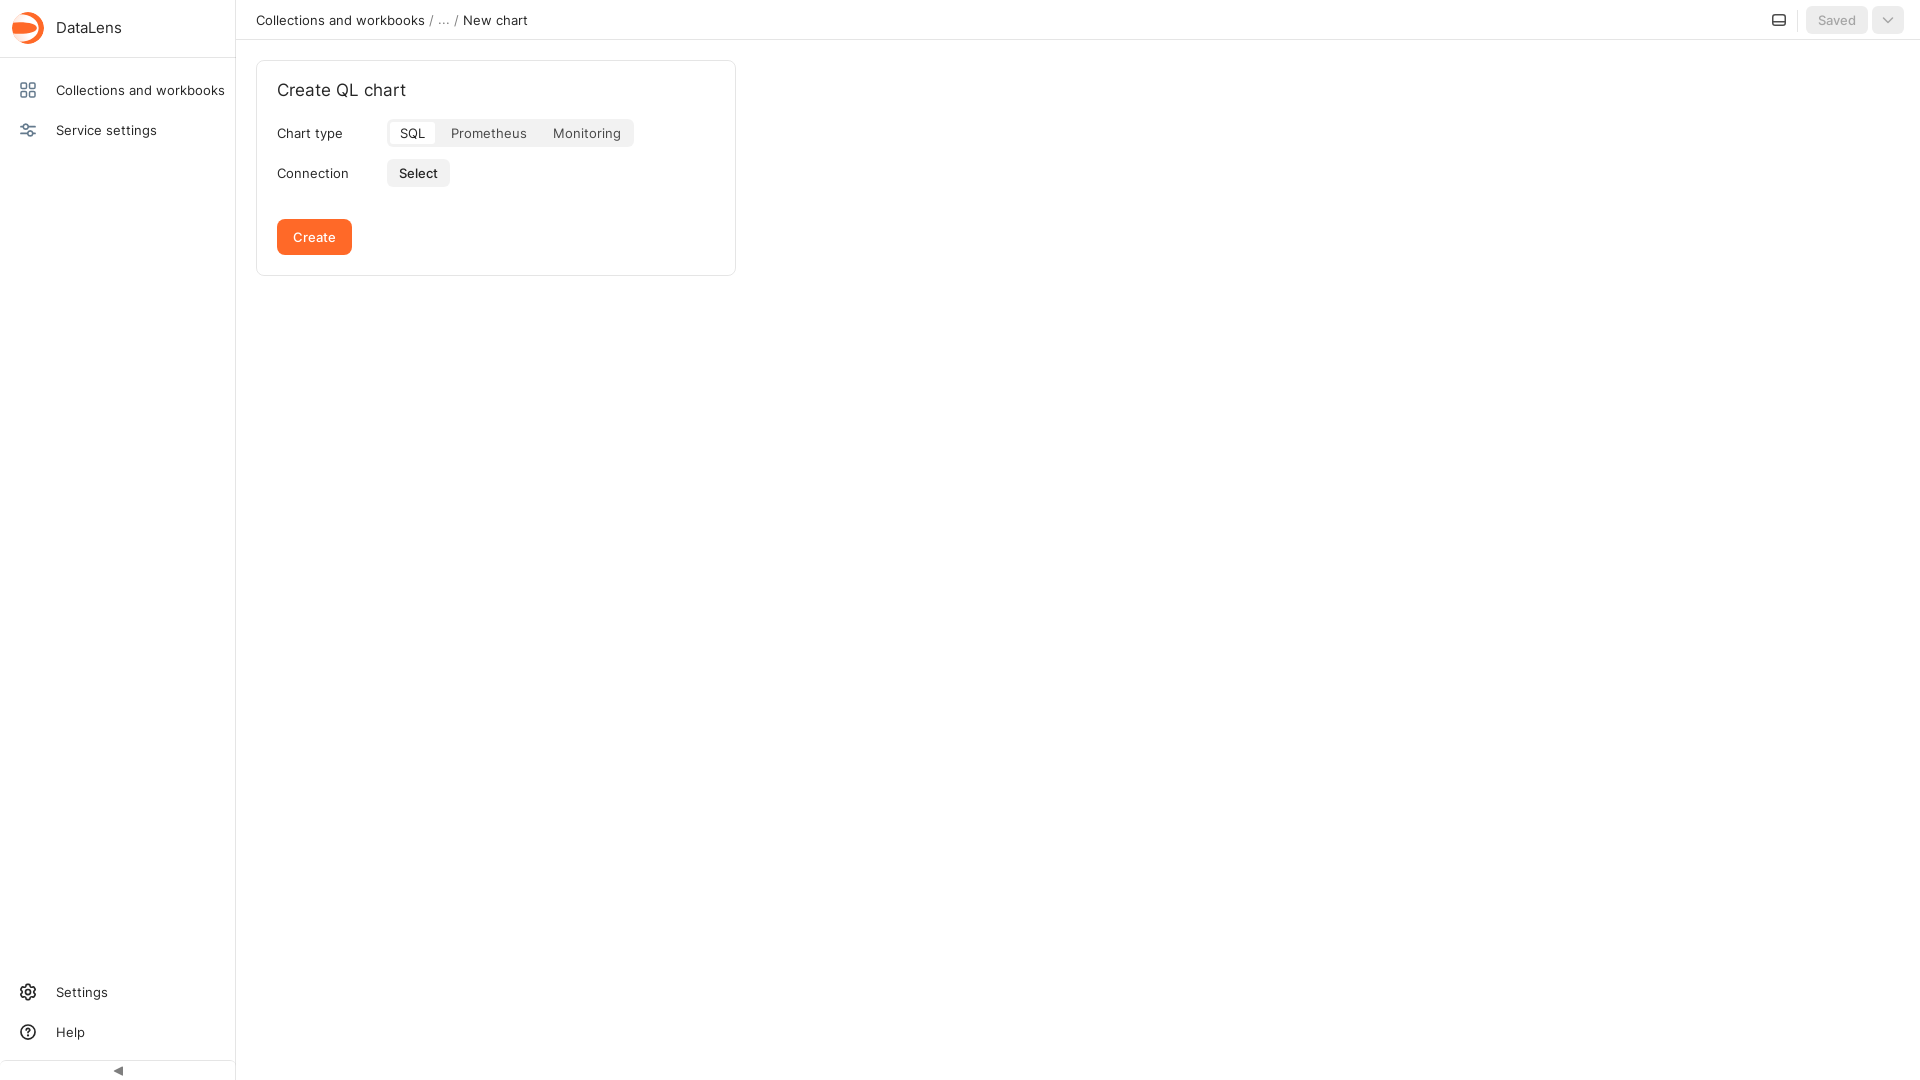 DataLens
Collections and workbooks / ... / New chart
Saved
Collections and workbooks
Service settings
Create QL chart
Chart type SQL Prometheus Monitoring
Connection Select
Create
Settings
Help